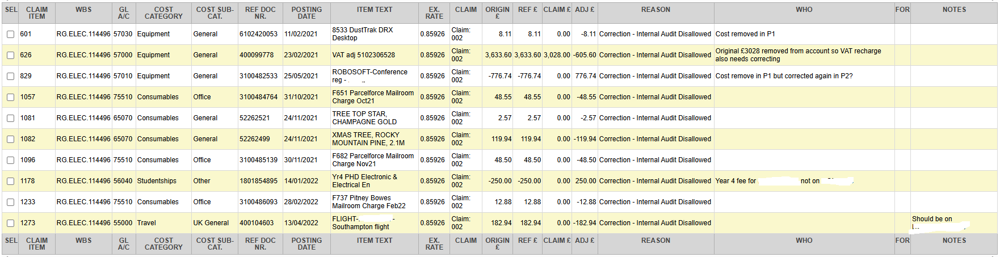 SEL CLAIM ITEM WBS GL A/C COST CATEGORY COST SUB-CAT. REF DOC NR. POSTING DATE ITEM TEXT EX. RATE CLAIM ORIGIN £ REF £ CLAIM £ ADJ £ REASON WHO FOR NOTES
601 RG.ELEC.114496 57030 Equipment General 6102420053 11/02/2021 8533 DustTrak DRX Desktop 0.85926 Claim: 002 8.11 8.11 0.00 -8.11 Correction - Internal Audit Disallowed Cost removed in P1
626 RG.ELEC.114496 57000 Equipment General 400099778 23/02/2021 VAT adj 5102306528 0.85926 Claim: 002 3,633.60 3,633.60 3,028.00 -605.60 Correction - Internal Audit Disallowed Original £3028 removed from account so VAT recharge also needs correcting
829 RG.ELEC.114496 57010 Equipment General 3100482533 25/05/2021 ROBOSOFT-Conference reg - 0.85926 Claim: 002 -776.74 -776.74 0.00 776.74 Correction - Internal Audit Disallowed Cost remove in P1 but corrected again in P2?
1057 RG.ELEC.114496 75510 Consumables Office 3100484764 31/10/2021 F651 Parcelforce Mailroom Charge Oct21 0.85926 Claim: 002 48.55 48.55 0.00 -48.55 Correction - Internal Audit Disallowed
1081 RG.ELEC.114496 65070 Consumables General 52262521 24/11/2021 TREE TOP STAR, CHAMPAGNE GOLD 0.85926 Claim: 002 2.57 2.57 0.00 -2.57 Correction - Internal Audit Disallowed
1082 RG.ELEC.114496 65070 Consumables General 52262499 24/11/2021 XMAS TREE, ROCKY MOUNTAIN PINE, 2.1M 0.85926 Claim: 002 119.94 119.94 0.00 -119.94 Correction - Internal Audit Disallowed
1096 RG.ELEC.114496 75510 Consumables Office 3100485139 30/11/2021 F682 Parcelforce Mailroom Charge Nov21 0.85926 Claim: 002 48.50 48.50 0.00 -48.50 Correction - Internal Audit Disallowed
1178 RG.ELEC.114496 56040 Studentships Other 1801854895 14/01/2022 Yr4 PHD Electronic & Electrical En 0.85926 Claim: 002 -250.00 -250.00 0.00 250.00 Correction - Internal Audit Disallowed Year 4 fee for not on
1233 RG.ELEC.114496 75510 Consumables Office 3100486093 28/02/2022 F737 Pitney Bowes Mailroom Charge Feb22 0.85926 Claim: 002 12.88 12.88 0.00 -12.88 Correction - Internal Audit Disallowed
1273 RG.ELEC.114496 55000 Travel UK General 400104603 13/04/2022 FLIGHT- - Southampton flight 0.85926 Claim: 002 182.94 182.94 0.00 -182.94 Correction - Internal Audit Disallowed Should be on
SEL CLAIM ITEM WBS GL A/C COST CATEGORY COST SUB-CAT. REF DOC NR. POSTING DATE ITEM TEXT EX. RATE CLAIM ORIGIN £ REF £ CLAIM £ ADJ £ REASON WHO FOR NOTES